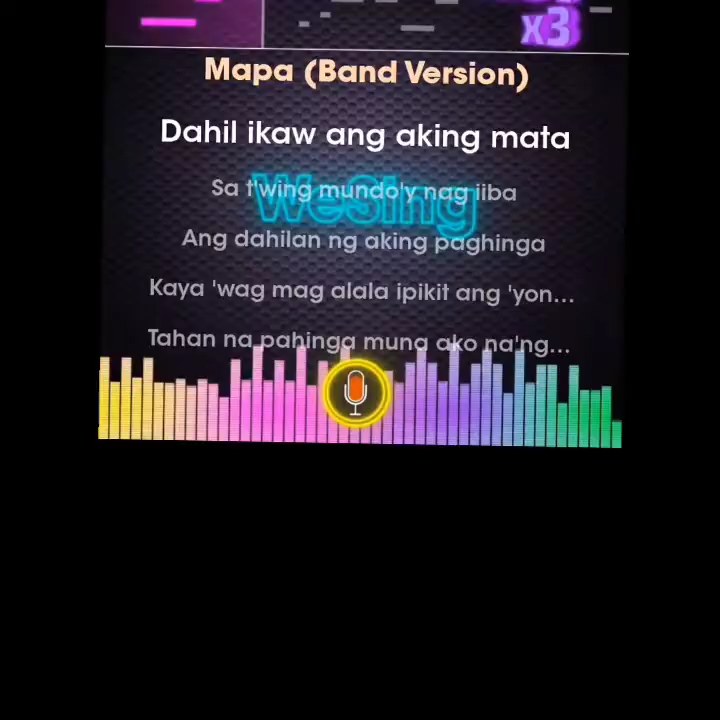 x3
Mapa (Band Version)
Dahil ikaw ang aking mata
Sa t'wing mundo'y nag iiba
WeSing
Ang dahilan ng aking paghinga
Kaya 'wag mag alala ipikit ang 'yon...
Tahan na pahinga muna ako na'ng...